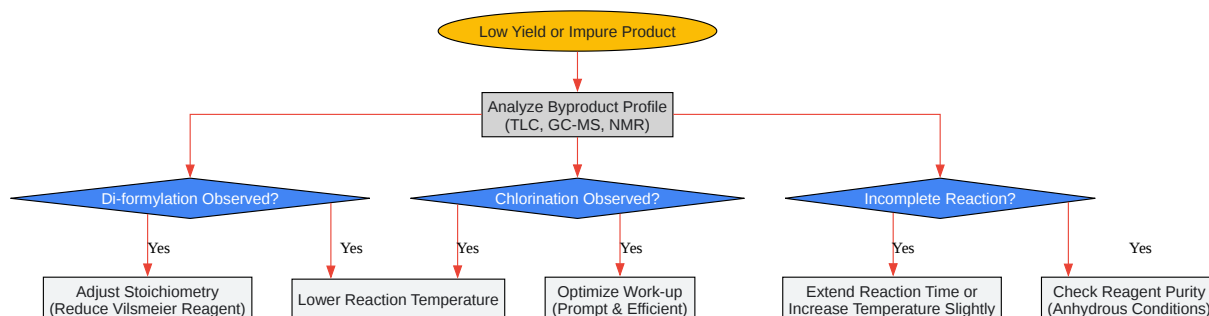 Low Yield or Impure Product
Analyze Byproduct Profile
(TLC, GC-MS, NMR)
Di-formylation Observed?
Chlorination Observed?
Incomplete Reaction?
Yes
Yes
Yes
Yes
Yes
Yes
Adjust Stoichiometry
(Reduce Vilsmeier Reagent)
Lower Reaction Temperature
Optimize Work-up
(Prompt & Efficient)
Extend Reaction Time or
Increase Temperature Slightly
Check Reagent Purity
(Anhydrous Conditions)